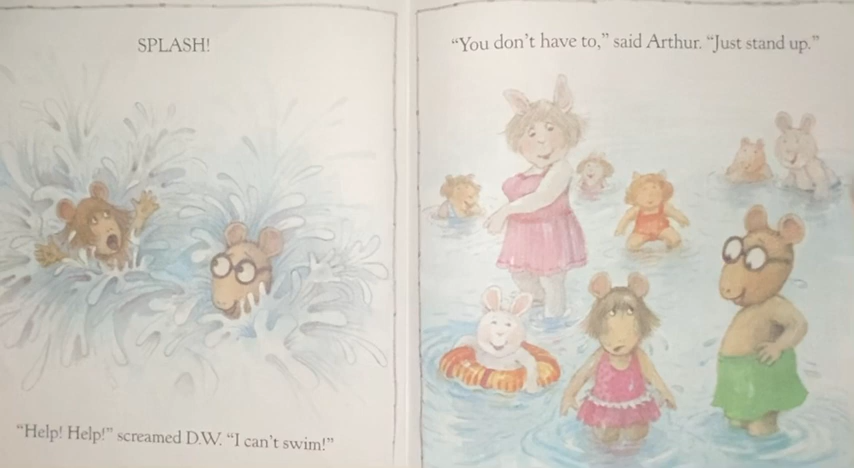 SPLASH!
"Help! Help!" screamed D.W. "I can't swim!"
"You don't have to," said Arthur. "Just stand up."